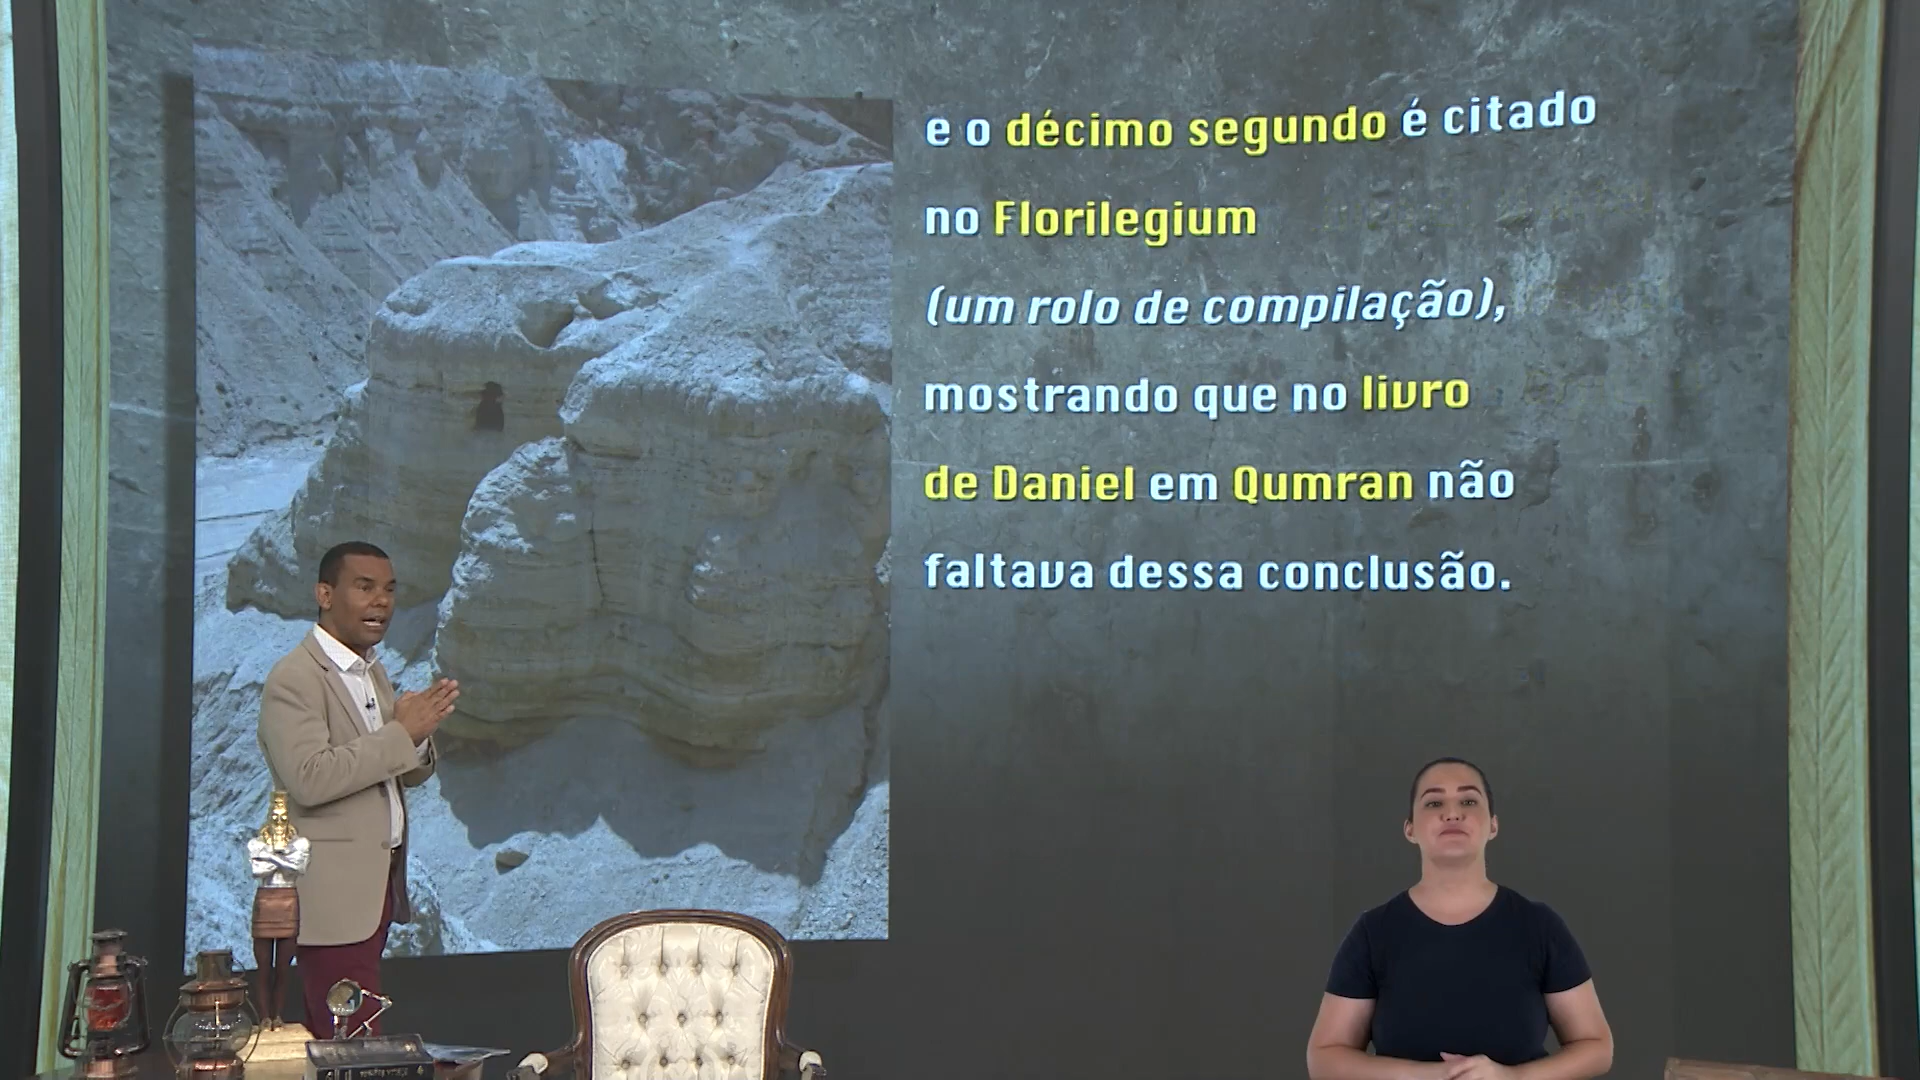 e o décimo segundo é citado
no Florilegium
(um rolo de compilação),
mostrando que no livro
de Daniel em Qumran não
faltava dessa conclusão.